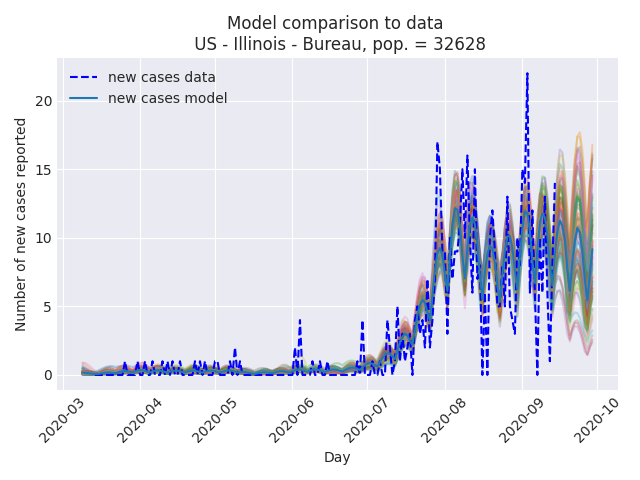 Model comparison to data
US - Illinois - Bureau, pop. = 32628
new cases data
new cases model
Number of new cases reported
20
15
10
5
0
2020-03
2020-04
2020-05
2020-06
2020-07
2020-08
2020-09
2020-10
Day